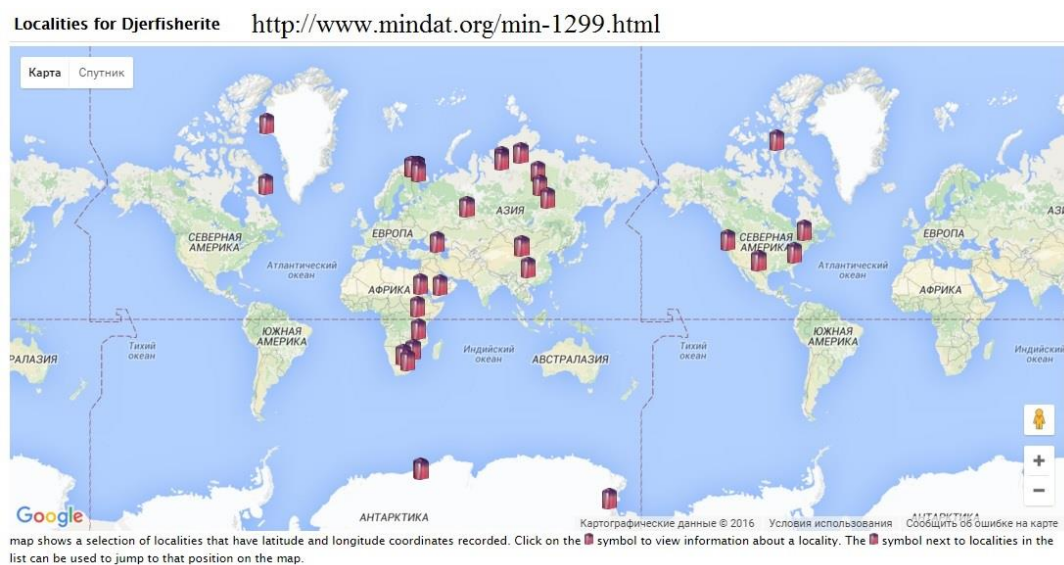 Localities for Djerfisherite http://www.mindat.org/min-1299.html
Карта Спутник
АЗИЯ
ЕВРОПА
СЕВЕРНАЯ
АМЕРИКА
СЕВЕРНАЯ
АМЕРИКА
ЕВРОПА
Атлантический
океан
Атлантический
океан
АФРИКА
АФРИКА
ЮЖНАЯ
АМЕРИКА
ЮЖНАЯ
АМЕРИКА
Тихий
океан
Индийский
океан
АВСТРАЛАЗИЯ
Тихий
океан
Индийский
океан
РАЛАЗИЯ
АНТАРКТИКА
Google
Картографические данные © 2016 Условия использования Сообщить об ошибке на карте
map shows a selection of localities that have latitude and longitude coordinates recorded. Click on the symbol to view information about a locality. The symbol next to localities in the
list can be used to jump to that position on the map.